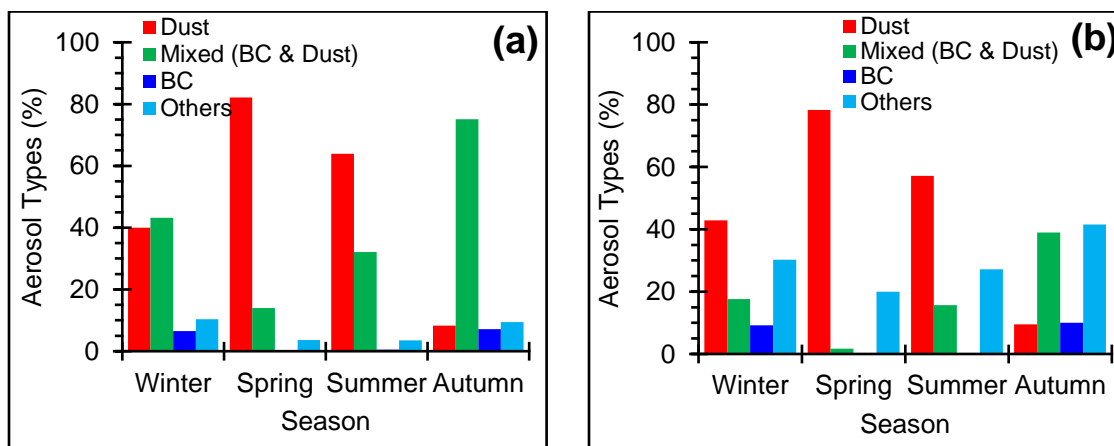 (a)
Dust
Mixed (BC & Dust)
BC
Others
Aerosol Types (%)
100
80
60
40
20
0
Winter Spring Summer Autumn
Season
(b)
Dust
Mixed (BC & Dust)
BC
Others
Aerosol Types (%)
100
80
60
40
20
0
Winter Spring Summer Autumn
Season